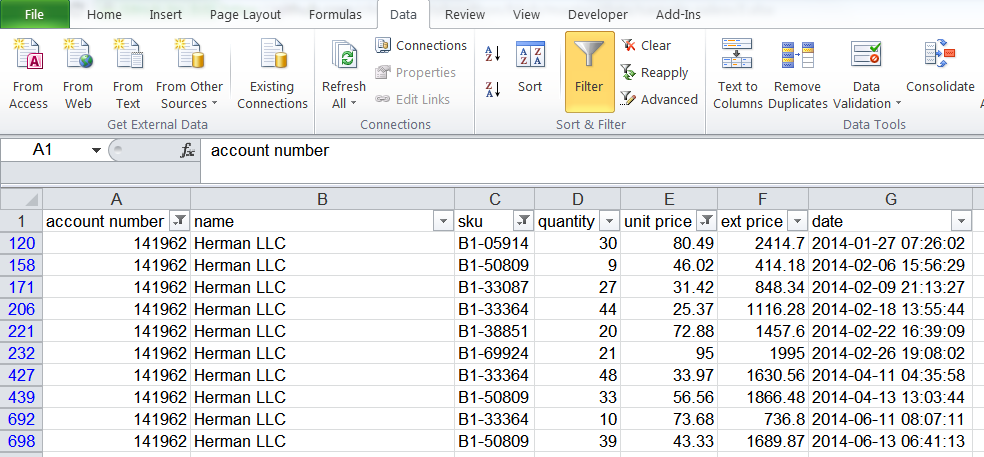 File Home Insert Page Layout Formulas Data Review View Developer Add-Ins
From Access From Web From Text From Other Sources Existing Connections
Get External Data
Refresh All Connections Properties Edit Links
Connections
Sort Filter Clear Reapply Advanced
Sort & Filter
Text to Columns Remove Duplicates Data Validation Consolidate
Data Tools
A1 fx account number
A B C D E F G
1 account number name sku quantity unit price ext price date
120 141962 Herman LLC B1-05914 30 80.49 2414.7 2014-01-27 07:26:02
158 141962 Herman LLC B1-50809 9 46.02 414.18 2014-02-06 15:56:29
171 141962 Herman LLC B1-33087 27 31.42 848.34 2014-02-09 21:13:27
206 141962 Herman LLC B1-33364 44 25.37 1116.28 2014-02-18 13:55:44
221 141962 Herman LLC B1-38851 20 72.88 1457.6 2014-02-22 16:39:09
232 141962 Herman LLC B1-69924 21 95 1995 2014-02-26 19:08:02
427 141962 Herman LLC B1-33364 48 33.97 1630.56 2014-04-11 04:35:58
439 141962 Herman LLC B1-50809 33 56.56 1866.48 2014-04-13 13:03:44
692 141962 Herman LLC B1-33364 10 73.68 736.8 2014-06-11 08:07:11
698 141962 Herman LLC B1-50809 39 43.33 1689.87 2014-06-13 06:41:13